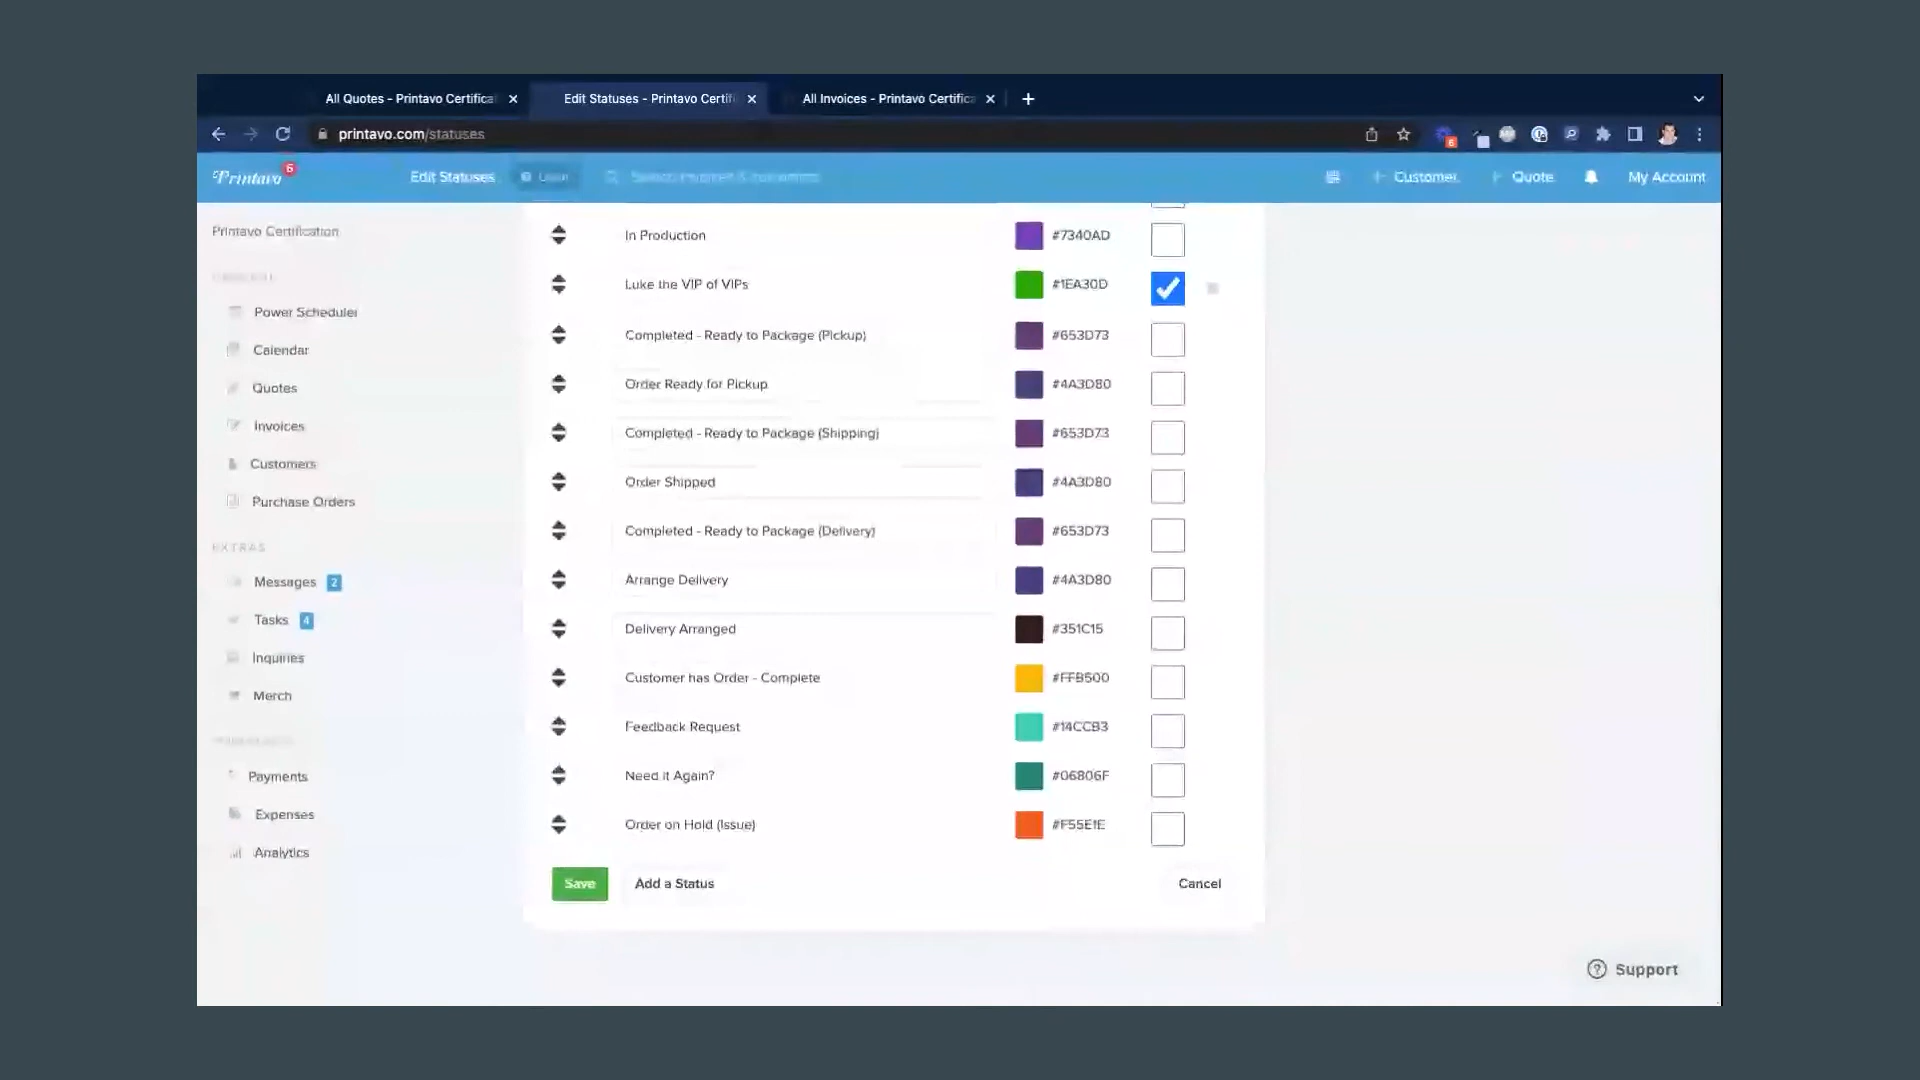 All Quotes - Printavo Certifica
Edit Statuses - Printavo Certifi
All Invoices - Printavo Certifica
printavo.com/statuses
6
Printavo
6
Edit Statuses
Learn
Customer
Quote
My Account
Printavo Certification
Power Scheduler
Calendar
Quotes
Invoices
Customers
Purchase Orders
EXTRAS
Messages 2
Tasks 4
Inquiries
Merch
Payments
Expenses
Analytics
In Production #7340AD
Luke the VIP of VIPs #1EA30D
Completed - Ready to Package (Pickup) #653D73
Order Ready for Pickup #4A3D80
Completed - Ready to Package (Shipping) #653D73
Order Shipped #4A3D80
Completed - Ready to Package (Delivery) #653D73
Arrange Delivery #4A3D80
Delivery Arranged #351C15
Customer has Order - Complete #FFB500
Feedback Request #14CCB3
Need it Again? #06806F
Order on Hold (Issue) #F55E1E
Save
Add a Status
Cancel
Support